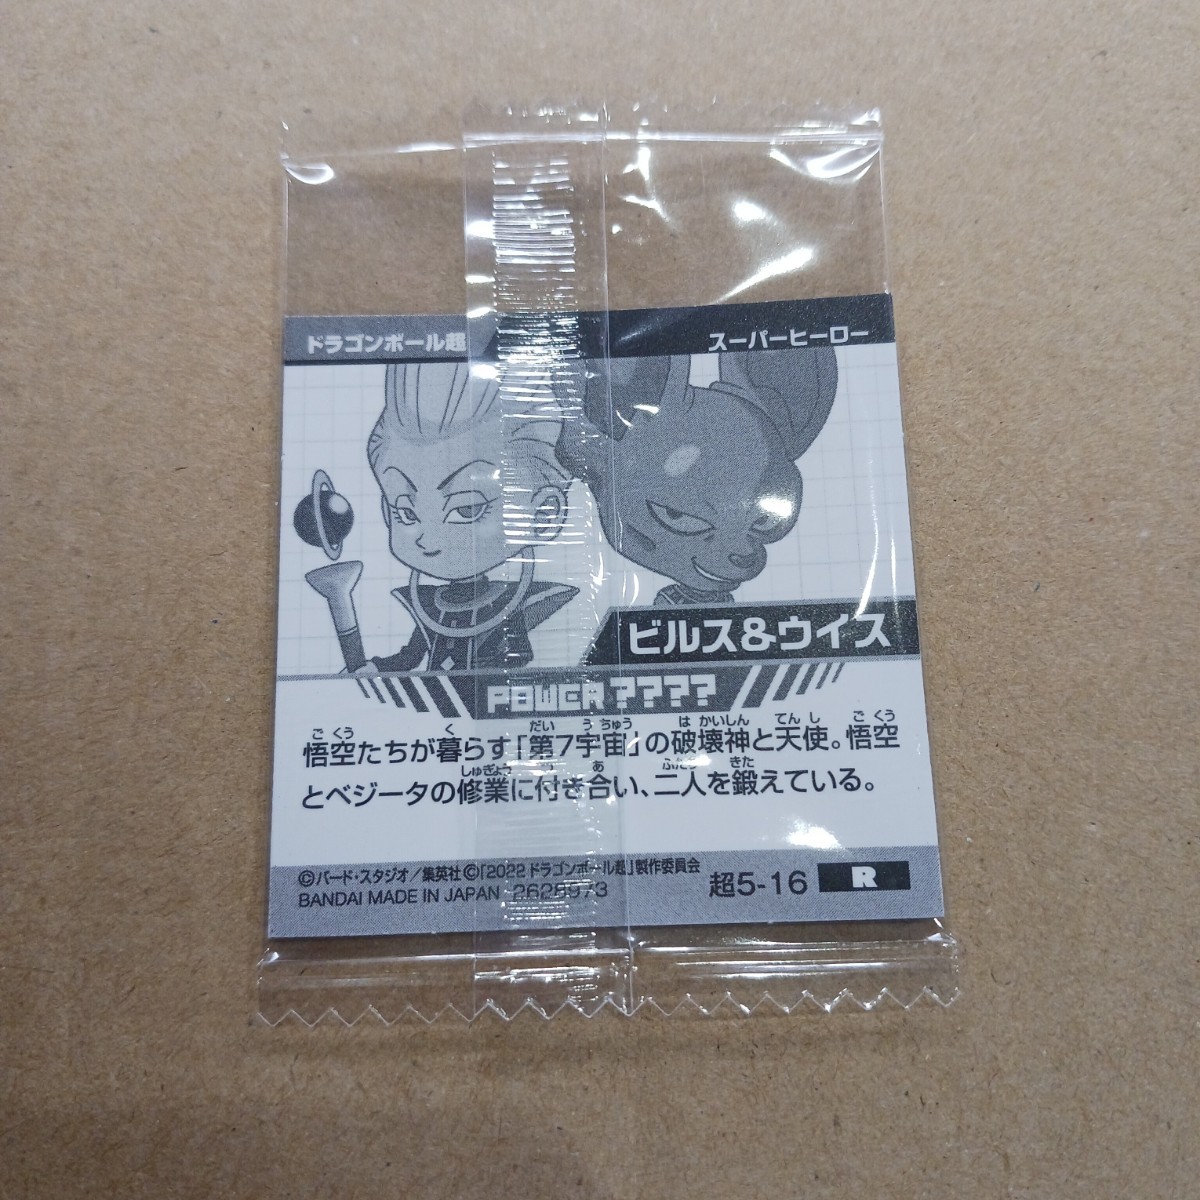 ドラゴンボール超 スーパーヒーロー
ビルス&ウイス
POWER ????
悟空たちが暮らす「第7宇宙」の破壊神と天使。悟空
とベジータの修業に付き合い、二人を鍛えている。
©バード・スタジオ/集英社 ©「2022 ドラゴンボール超」製作委員会
BANDAI MADE IN JAPAN 2628973
超5-16 R